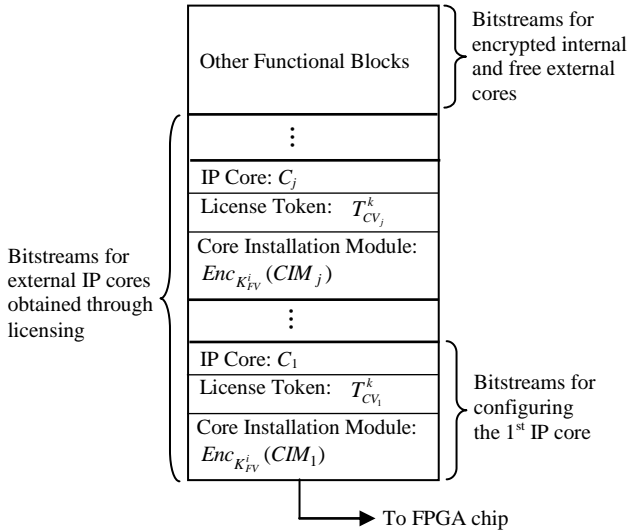 Bitstreams for
encrypted internal
and free external
cores
Other Functional Blocks
⋮
IP Core: C_j
License Token: T^k_{CV_j}
Core Installation Module:
Enc_{K^i_{FV}}(CIM_j)
Bitstreams for
external IP cores
obtained through
licensing
⋮
IP Core: C_1
License Token: T^k_{CV_1}
Core Installation Module:
Enc_{K^i_{FV}}(CIM_1)
Bitstreams for
configuring
the 1^st IP core
To FPGA chip